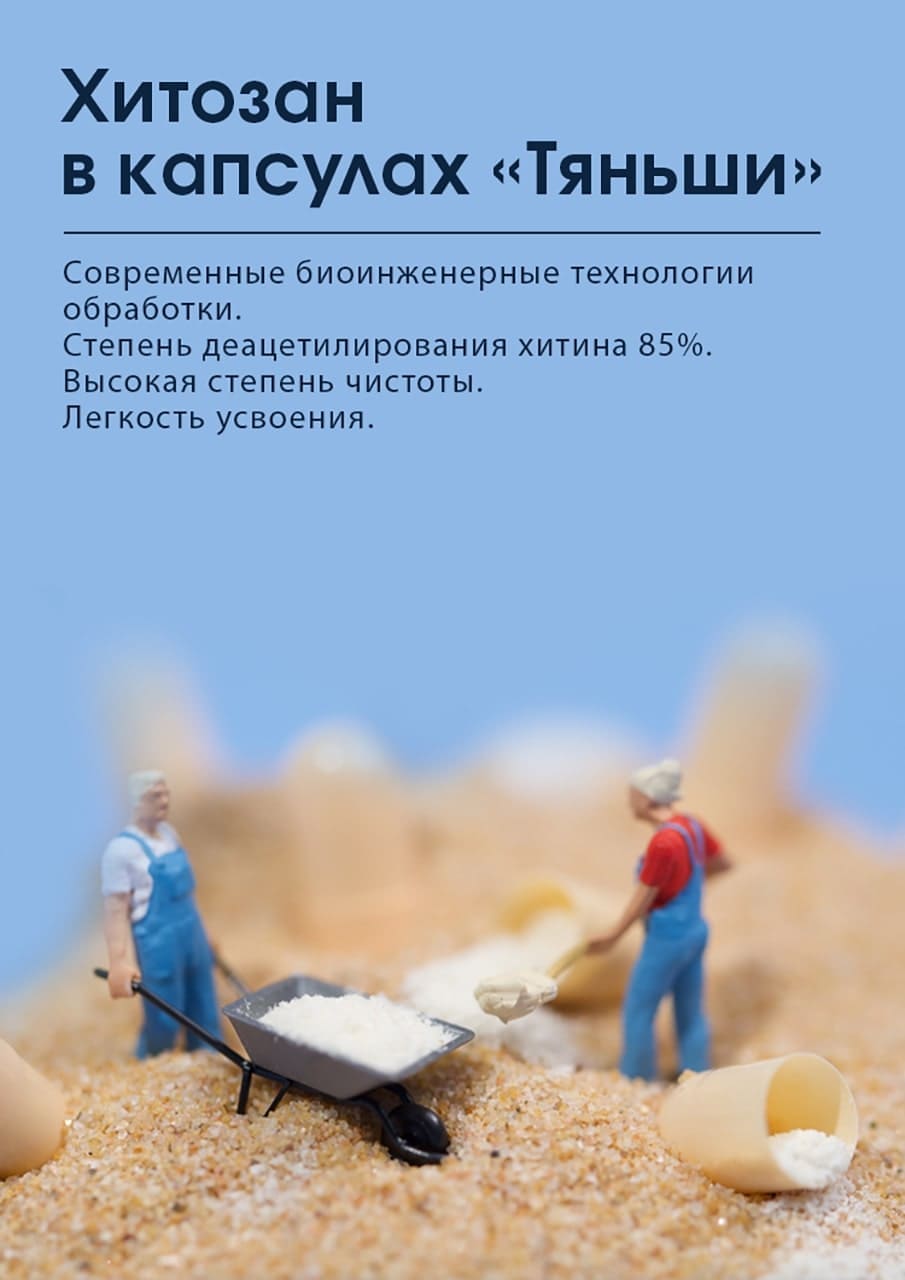 Хитозан
в капсулах «Тяньши»
Современные биоинженерные технологии
обработки.
Степень деацетилирования хитина 85%.
Высокая степень чистоты.
Легкость усвоения.